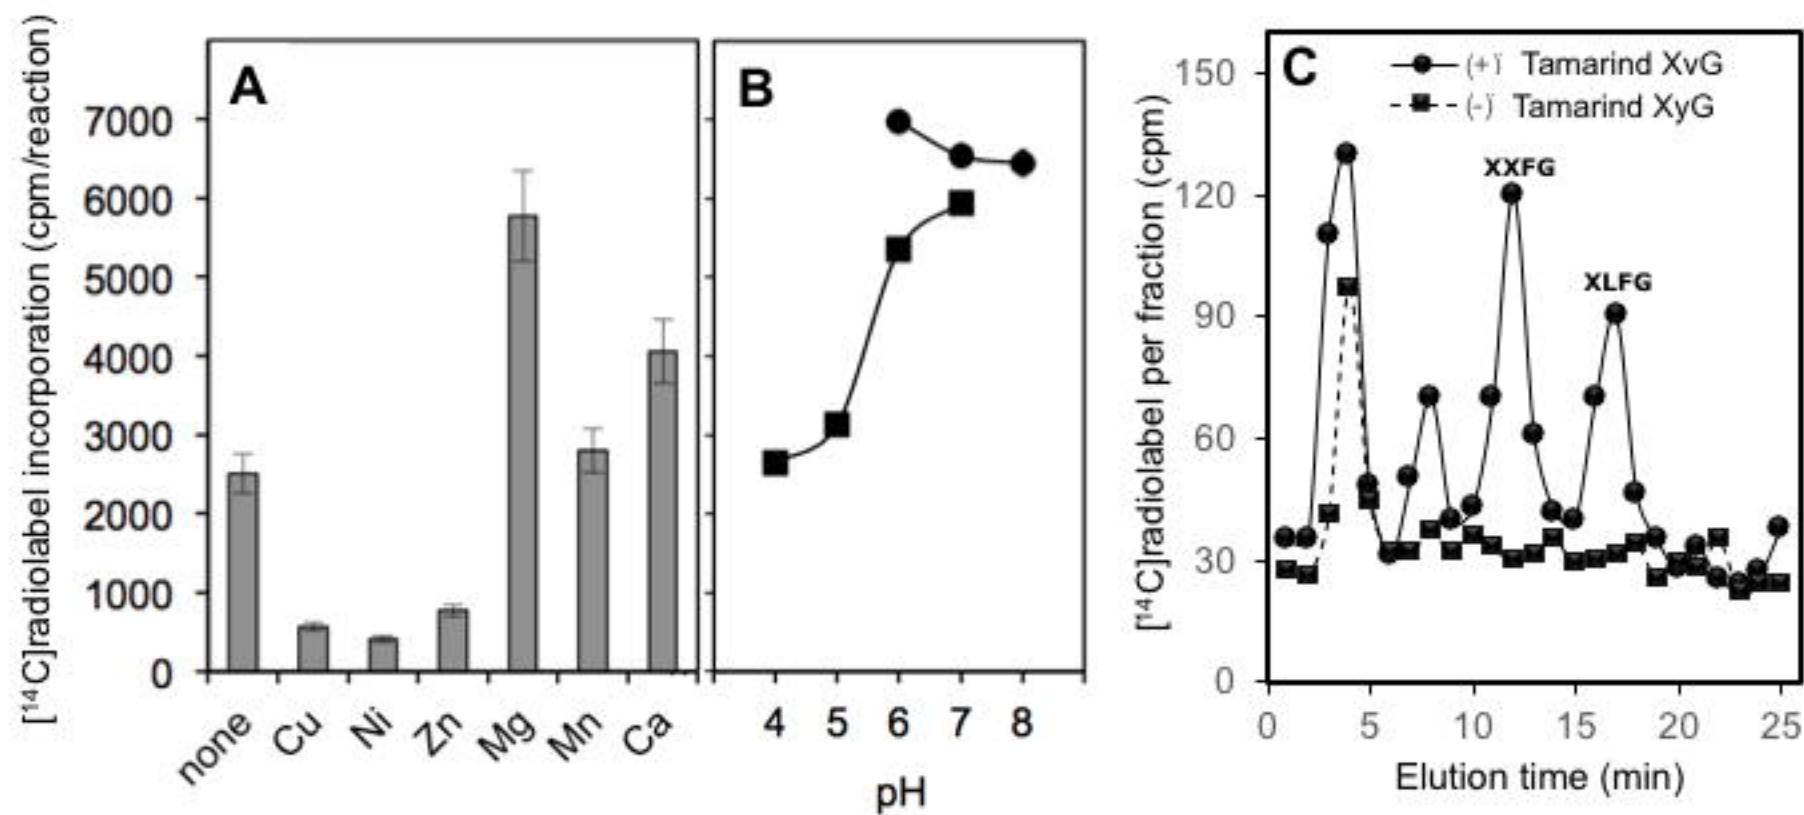 [¹⁴C]radiolabel incorporation (cpm/reaction)
A
7000
6000
5000
4000
3000
2000
1000
0
none Cu Ni Zn Mg Mn Ca
B
4 5 6 7 8
pH
[¹⁴C]radiolabel per fraction (cpm)
C
(+) Tamarind XvG
(-) Tamarind XyG
XXFG
XLFG
150
120
90
60
30
0
0 5 10 15 20 25
Elution time (min)